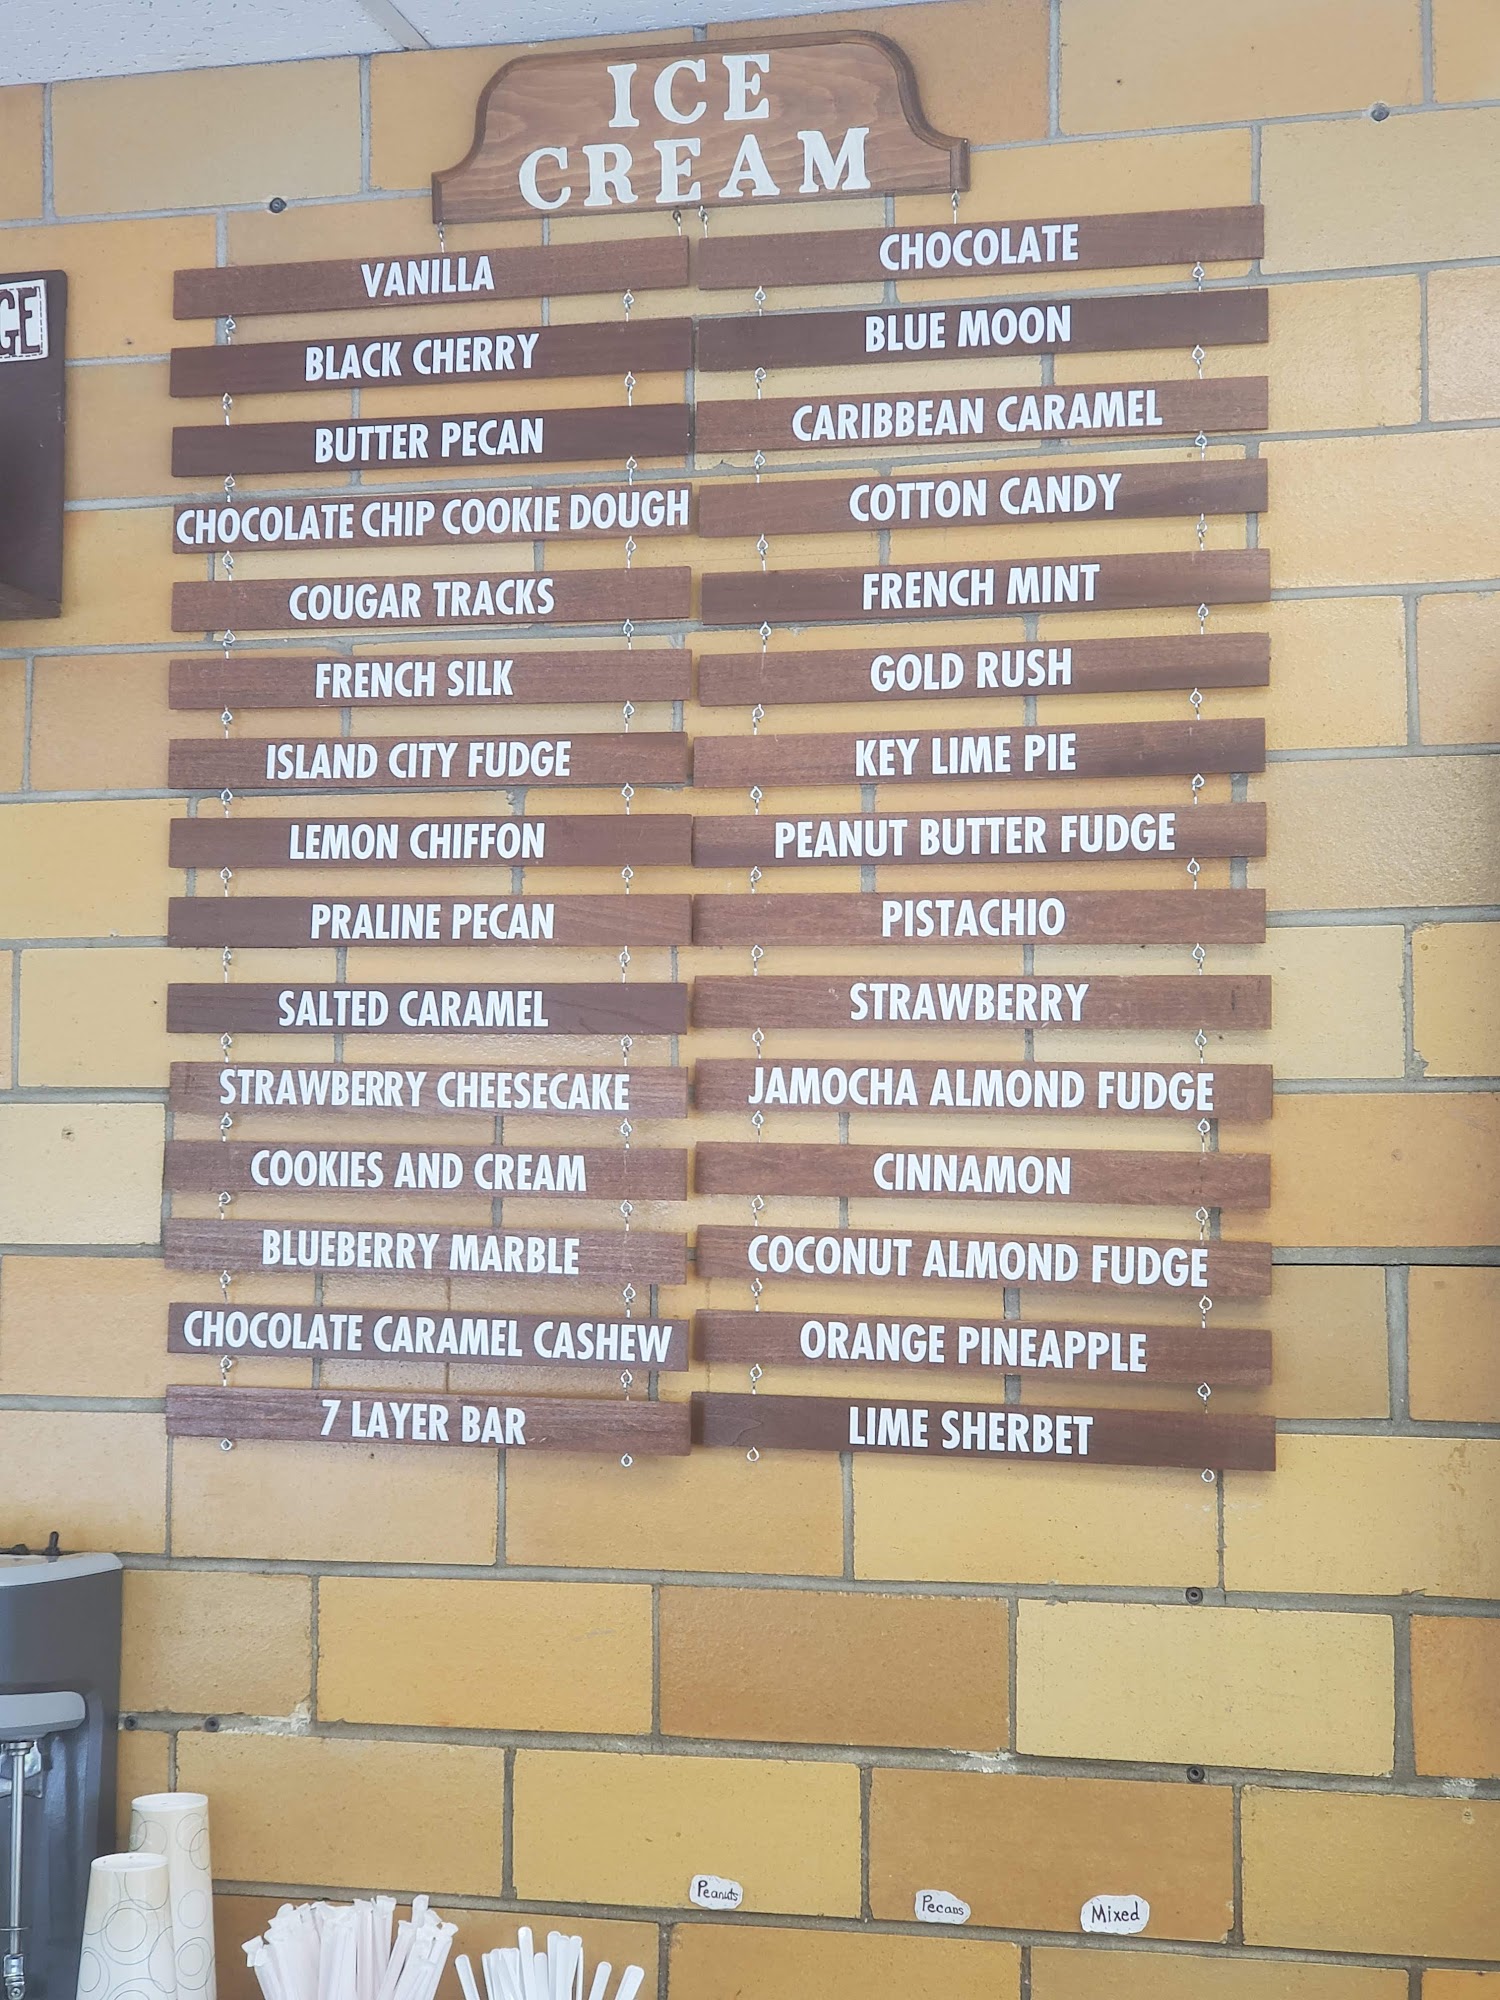 ICE
CREAM
VANILLA
BLACK CHERRY
BUTTER PECAN
CHOCOLATE CHIP COOKIE DOUGH
COUGAR TRACKS
FRENCH SILK
ISLAND CITY FUDGE
LEMON CHIFFON
PRALINE PECAN
SALTED CARAMEL
STRAWBERRY CHEESECAKE
COOKIES AND CREAM
BLUEBERRY MARBLE
CHOCOLATE CARAMEL CASHEW
7 LAYER BAR
CHOCOLATE
BLUE MOON
CARIBBEAN CARAMEL
COTTON CANDY
FRENCH MINT
GOLD RUSH
KEY LIME PIE
PEANUT BUTTER FUDGE
PISTACHIO
STRAWBERRY
JAMOCHA ALMOND FUDGE
CINNAMON
COCONUT ALMOND FUDGE
ORANGE PINEAPPLE
LIME SHERBET
Peanuts
Pecans
Mixed